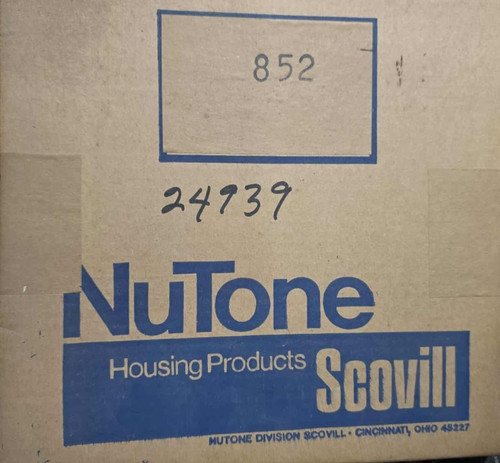 852
24939
NuTone
Housing Products Scovill
NUTONE DIVISION SCOVILL • CINCINNATI, OHIO 45227